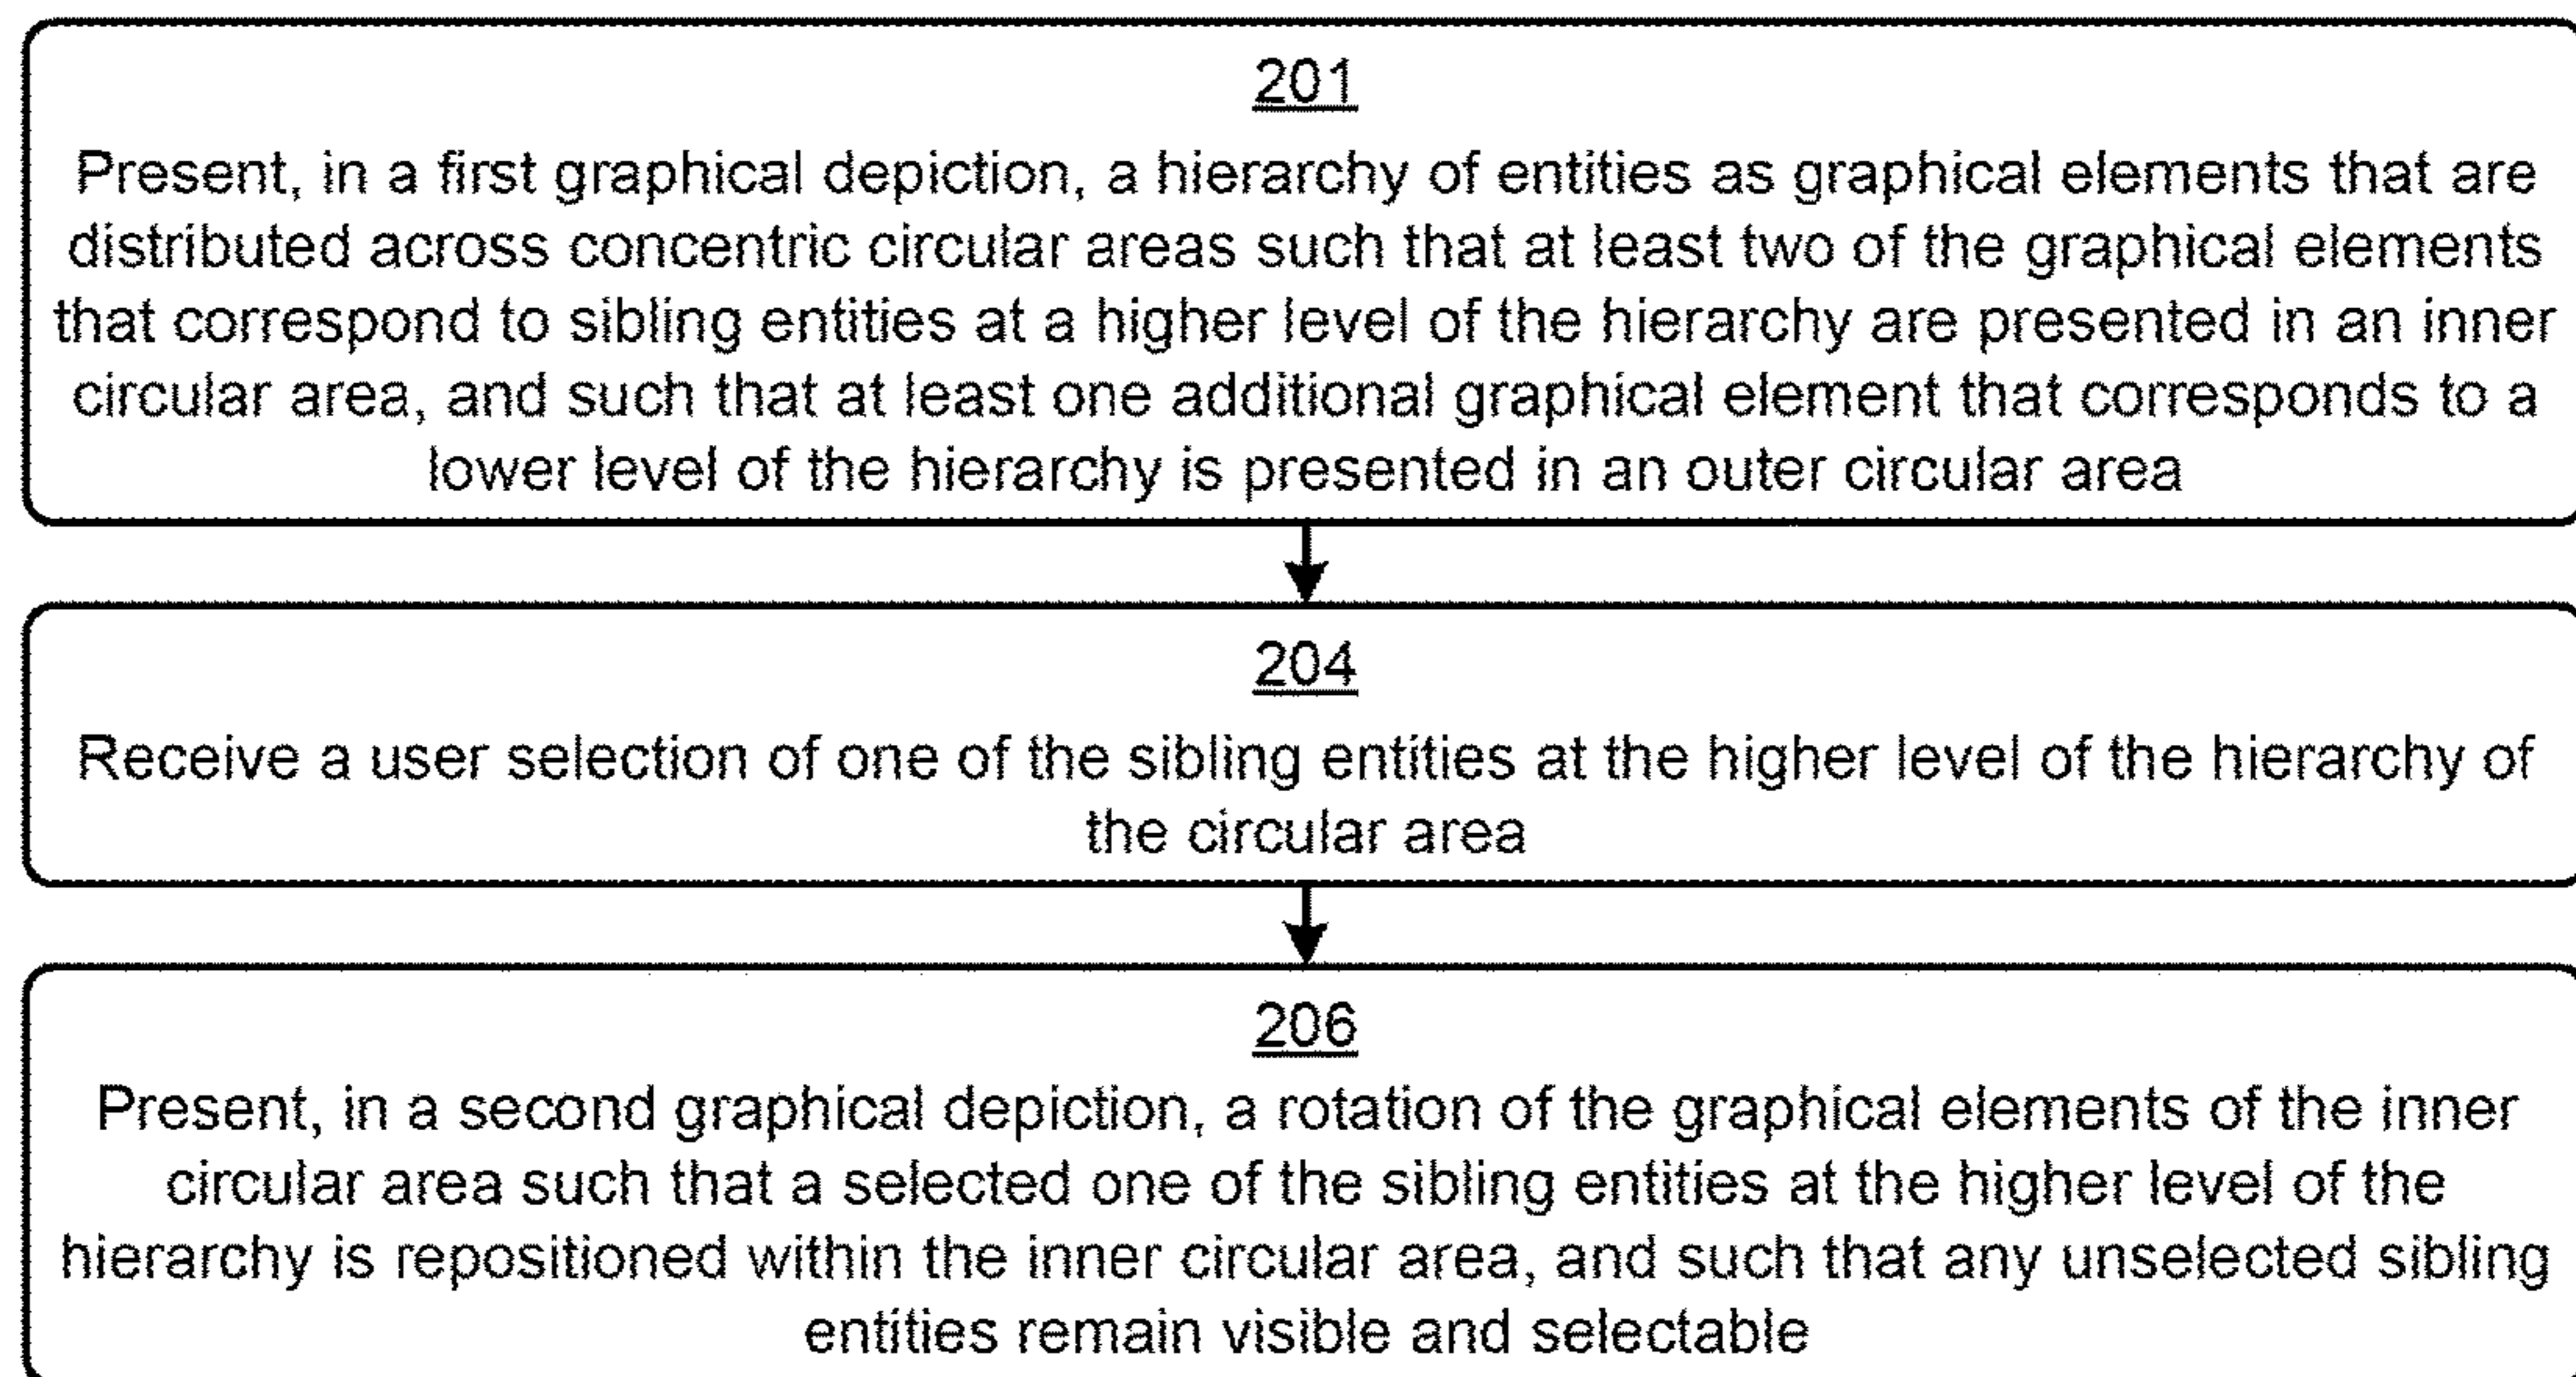 201
Present, in a first graphical depiction, a hierarchy of entities as graphical elements that are
distributed across concentric circular areas such that at least two of the graphical elements
that correspond to sibling entities at a higher level of the hierarchy are presented in an inner
circular area, and such that at least one additional graphical element that corresponds to a
lower level of the hierarchy is presented in an outer circular area
204
Receive a user selection of one of the sibling entities at the higher level of the hierarchy of
the circular area
206
Present, in a second graphical depiction, a rotation of the graphical elements of the inner
circular area such that a selected one of the sibling entities at the higher level of the
hierarchy is repositioned within the inner circular area, and such that any unselected sibling
entities remain visible and selectable